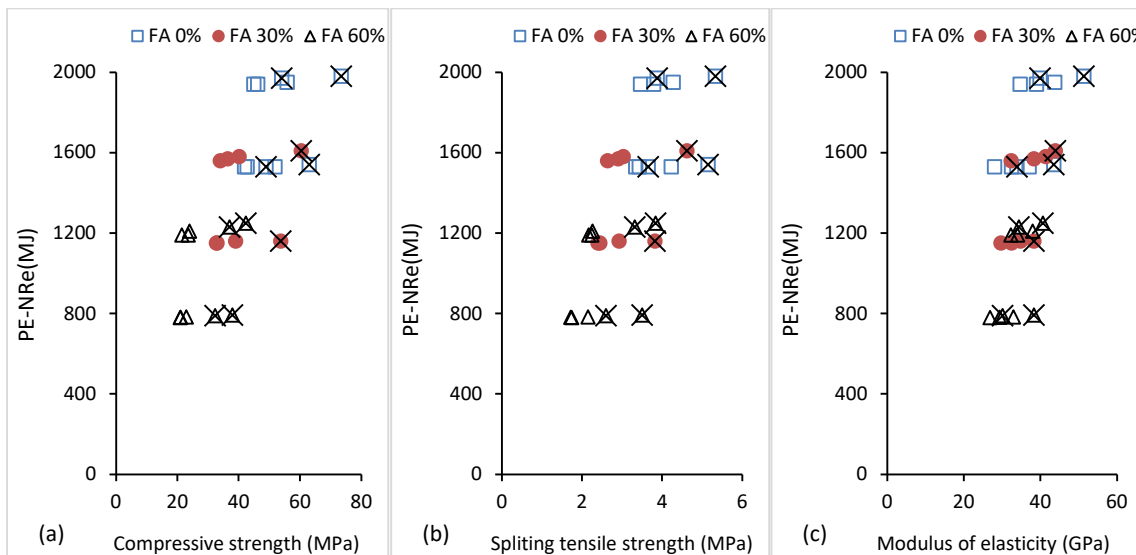 FA 0% FA 30% FA 60%
2000
1600
1200
800
400
0
PE-NRe(MJ)
0 20 40 60 80
(a) Compressive strength (MPa)
FA 0% FA 30% FA 60%
2000
1600
1200
800
400
0
PE-NRe(MJ)
0 2 4 6
(b) Spliting tensile strength (MPa)
FA 0% FA 30% FA 60%
2000
1600
1200
800
400
0
PE-NRe(MJ)
0 20 40 60
(c) Modulus of elasticity (GPa)